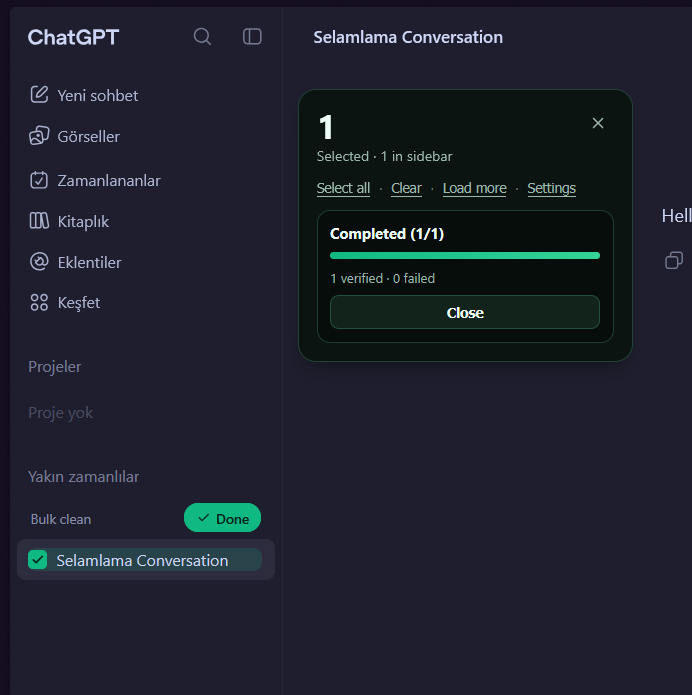 ChatGPT
Yeni sohbet
Görseller
Zamanlananlar
Kitaplık
Eklentiler
Keşfet
Projeler
Proje yok
Yakın zamanlılar
Bulk clean
Done
Selamlama Conversation
Selamlama Conversation
1
Selected · 1 in sidebar
Select all · Clear · Load more · Settings
Completed (1/1)
1 verified · 0 failed
Close
Hell